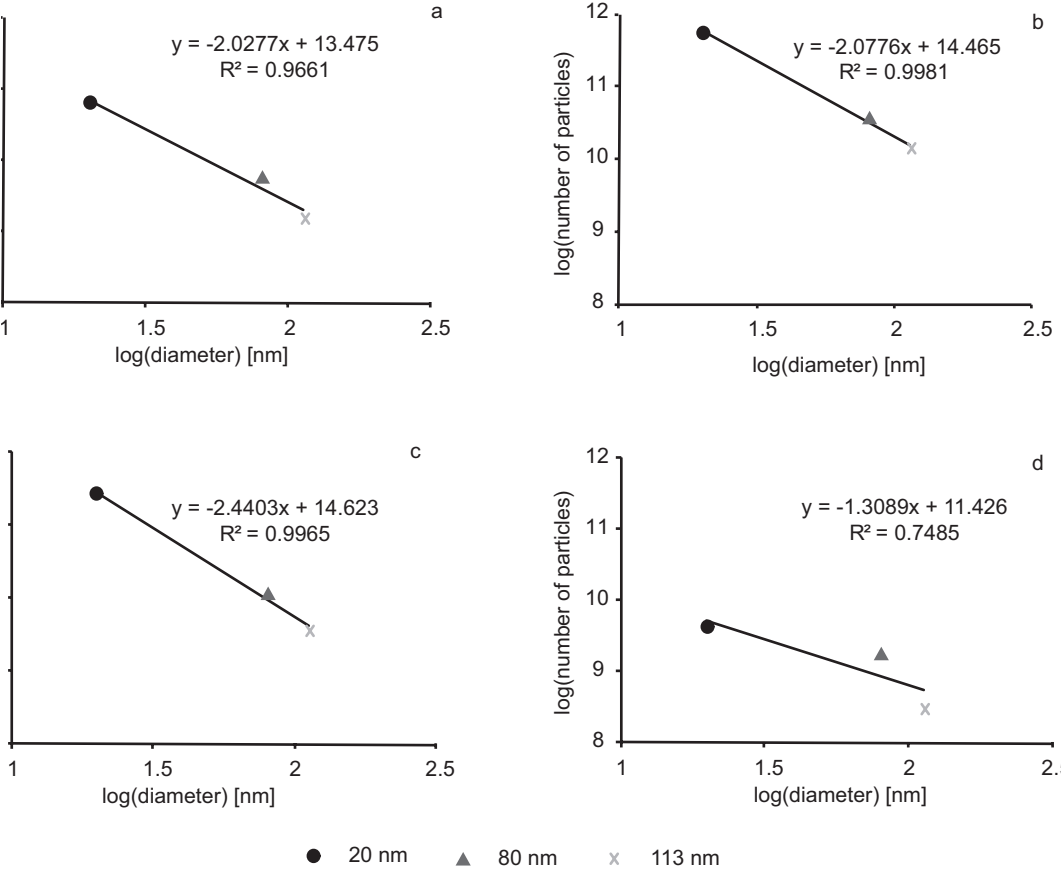 a
y = -2.0277x + 13.475
R² = 0.9661
1 1.5 2 2.5
log(diameter) [nm]
b
y = -2.0776x + 14.465
R² = 0.9981
log(number of particles)
12
11
10
9
8
1 1.5 2 2.5
log(diameter) [nm]
c
y = -2.4403x + 14.623
R² = 0.9965
1 1.5 2 2.5
log(diameter) [nm]
d
y = -1.3089x + 11.426
R² = 0.7485
log(number of particles)
12
11
10
9
8
1 1.5 2 2.
log(diameter) [nm]
20 nm 80 nm 113 nm